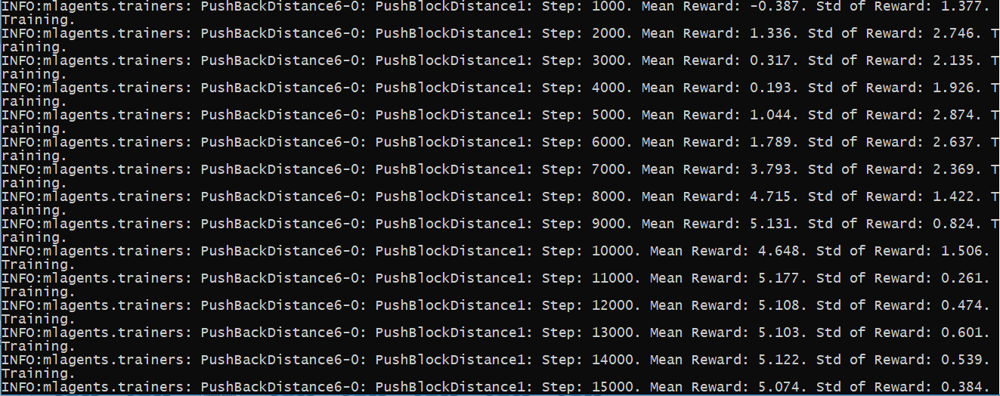 INFO:mlagents.trainers: PushBackDistance6-0: PushBlockDistance1: Step: 1000. Mean Reward: -0.387. Std of Reward: 1.377.
Training.
INFO:mlagents.trainers: PushBackDistance6-0: PushBlockDistance1: Step: 2000. Mean Reward: 1.336. Std of Reward: 2.746. T
raining.
INFO:mlagents.trainers: PushBackDistance6-0: PushBlockDistance1: Step: 3000. Mean Reward: 0.317. Std of Reward: 2.135. T
raining.
INFO:mlagents.trainers: PushBackDistance6-0: PushBlockDistance1: Step: 4000. Mean Reward: 0.193. Std of Reward: 1.926. T
raining.
INFO:mlagents.trainers: PushBackDistance6-0: PushBlockDistance1: Step: 5000. Mean Reward: 1.044. Std of Reward: 2.874. T
raining.
INFO:mlagents.trainers: PushBackDistance6-0: PushBlockDistance1: Step: 6000. Mean Reward: 1.789. Std of Reward: 2.637. T
raining.
INFO:mlagents.trainers: PushBackDistance6-0: PushBlockDistance1: Step: 7000. Mean Reward: 3.793. Std of Reward: 2.369. T
raining.
INFO:mlagents.trainers: PushBackDistance6-0: PushBlockDistance1: Step: 8000. Mean Reward: 4.715. Std of Reward: 1.422. T
raining.
INFO:mlagents.trainers: PushBackDistance6-0: PushBlockDistance1: Step: 9000. Mean Reward: 5.131. Std of Reward: 0.824. T
raining.
INFO:mlagents.trainers: PushBackDistance6-0: PushBlockDistance1: Step: 10000. Mean Reward: 4.648. Std of Reward: 1.506.
Training.
INFO:mlagents.trainers: PushBackDistance6-0: PushBlockDistance1: Step: 11000. Mean Reward: 5.177. Std of Reward: 0.261.
Training.
INFO:mlagents.trainers: PushBackDistance6-0: PushBlockDistance1: Step: 12000. Mean Reward: 5.108. Std of Reward: 0.474.
Training.
INFO:mlagents.trainers: PushBackDistance6-0: PushBlockDistance1: Step: 13000. Mean Reward: 5.103. Std of Reward: 0.601.
Training.
INFO:mlagents.trainers: PushBackDistance6-0: PushBlockDistance1: Step: 14000. Mean Reward: 5.122. Std of Reward: 0.539.
Training.
INFO:mlagents.trainers: PushBackDistance6-0: PushBlockDistance1: Step: 15000. Mean Reward: 5.074. Std of Reward: 0.384.